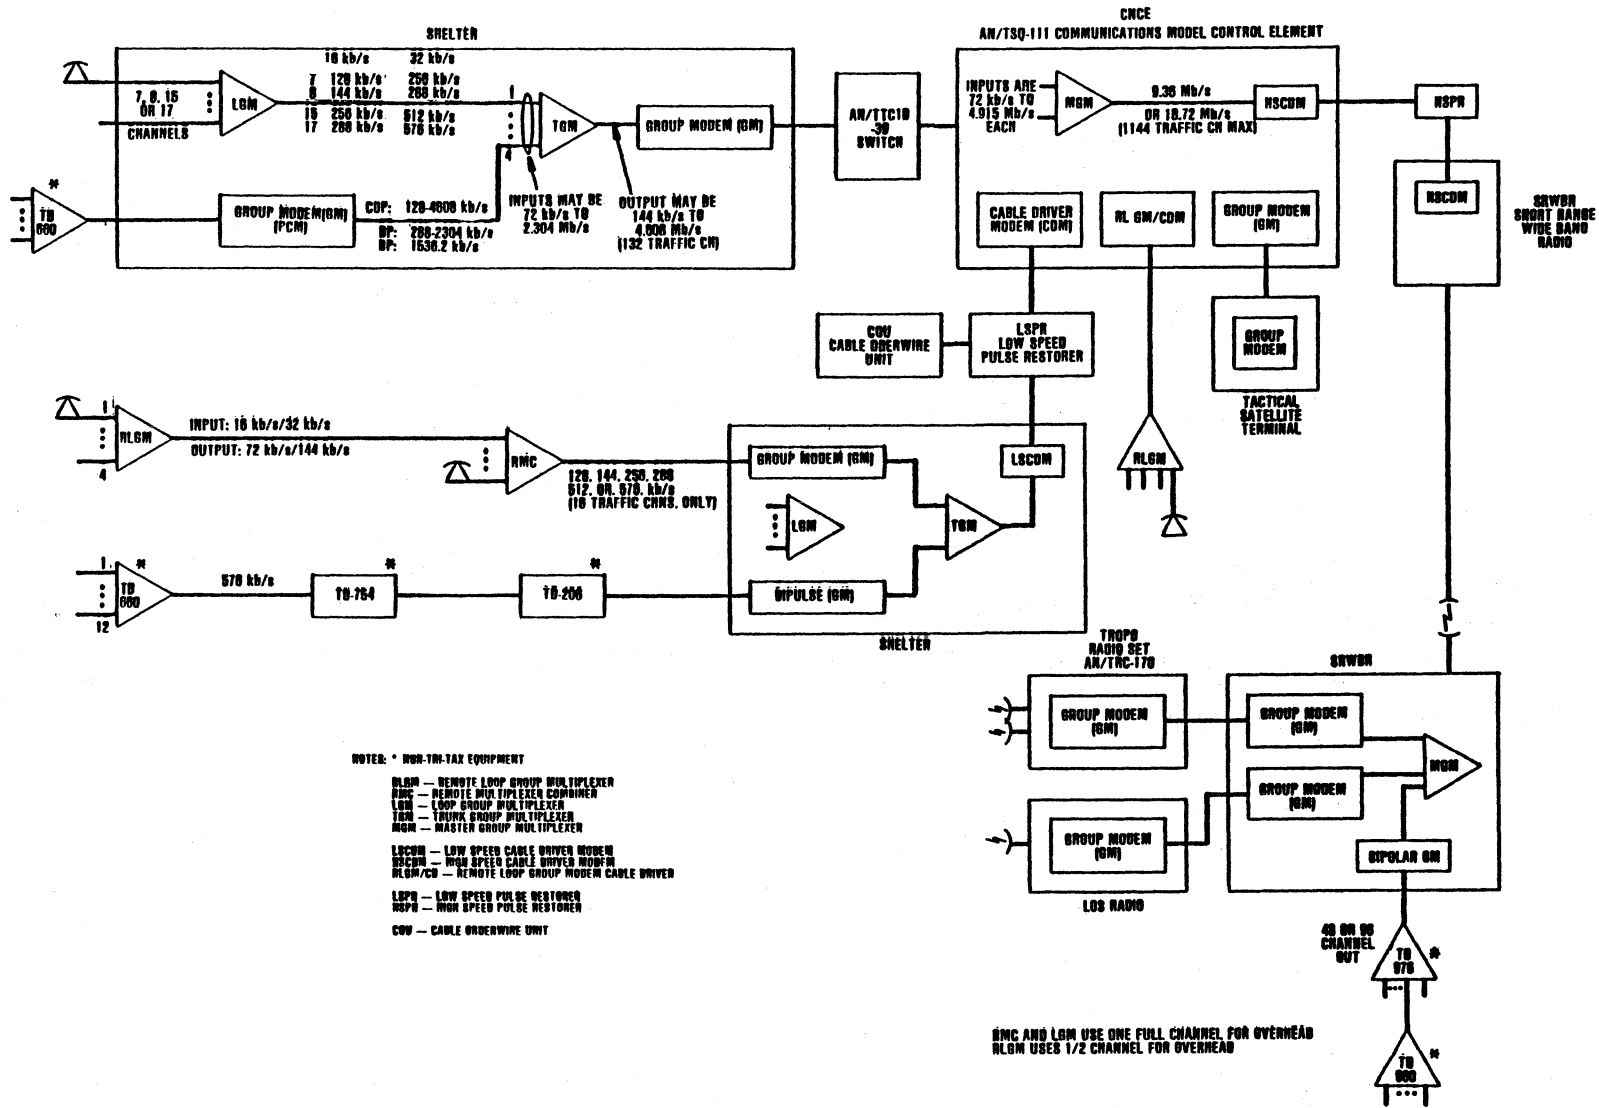 SHELTER
16 kb/s 32 kb/s
7 128 kb/s 256 kb/s
8 144 kb/s 288 kb/s
15 256 kb/s 512 kb/s
17 288 kb/s 576 kb/s
7, 8, 15
OR 17
CHANNELS
LGM
1
4
TGM
GROUP MODEM (GM)
*
TD
660
GROUP MODEM(GM)
(PCM)
CDP: 128-4608 kb/s
DP: 288-2304 kb/s
BP: 1536.2 kb/s
INPUTS MAY BE
72 kb/s TO
2.304 Mb/s
OUTPUT MAY BE
144 kb/s TO
4.608 Mb/s
(132 TRAFFIC CH)
AN/TTC10
-39
SWITCH
CNCE
AN/TSQ-111 COMMUNICATIONS MODEL CONTROL ELEMENT
INPUTS ARE
72 kb/s TO
4.915 Mb/s
EACH
MGM
9.36 Mb/s
OR 18.72 Mb/s
(1144 TRAFFIC CH MAX)
HSCDM
CABLE DRIVER
MODEM (CDM)
RL GM/CDM
GROUP MODEM
(GM)
HSPR
HSCDM
SRWBR
SHORT RANGE
WIDE BAND
RADIO
COU
CABLE ODERWIRE
UNIT
LSPR
LOW SPEED
PULSE RESTORER
GROUP
MODEM
TACTICAL
SATELLITE
TERMINAL
1
4
RLGM
INPUT: 16 kb/s/32 kb/s
OUTPUT: 72 kb/s/144 kb/s
RMC
128, 144, 256, 288
512, OR, 576, kb/s
(16 TRAFFIC CHNS. ONLY)
GROUP MODEM (GM)
LGM
TGM
LSCDM
DIPULSE (GM)
SHELTER
RLGM
1
12
*
TD
660
576 kb/s
*
TD-754
*
TD-206
TROPO
RADIO SET
AN/TRC-170
GROUP MODEM
(GM)
GROUP MODEM
(GM)
LOS RADIO
SRWBR
GROUP MODEM
(GM)
GROUP MODEM
(GM)
MGM
BIPOLAR GM
48 OR 96
CHANNEL
OUT
TD
976
*
TD
660
*
NOTES: * NON-TRI-TAX EQUIPMENT
RLGM — REMOTE LOOP GROUP MULTIPLEXER
RMC — REMOTE MULTIPLEXER COMBINER
LGM — LOOP GROUP MULTIPLEXER
TGM — TRUNK GROUP MULTIPLEXER
MGM — MASTER GROUP MULTIPLEXER
LSCDM — LOW SPEED CABLE DRIVER MODEM
HSCDM — HIGH SPEED CABLE DRIVER MODEM
RLGM/CD — REMOTE LOOP GROUP MODEM CABLE DRIVER
LSPR — LOW SPEED PULSE RESTORER
HSPR — HIGH SPEED PULSE RESTORER
COU — CABLE ORDERWIRE UNIT
RMC AND LGM USE ONE FULL CHANNEL FOR OVERHEAD
RLGM USES 1/2 CHANNEL FOR OVERHEAD